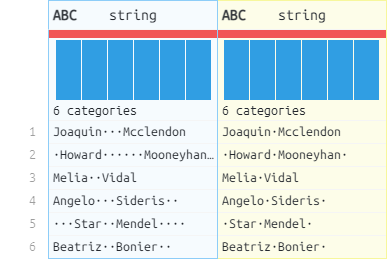 ABC string ABC string
6 categories 6 categories
1 Joaquin···Mcclendon Joaquin·Mcclendon
2 ·Howard······Mooneyhan… ·Howard·Mooneyhan·
3 Melia··Vidal Melia·Vidal
4 Angelo···Sideris·· Angelo·Sideris·
5 ···Star··Mendel···· ·Star·Mendel·
6 Beatriz··Bonier·· Beatriz·Bonier·